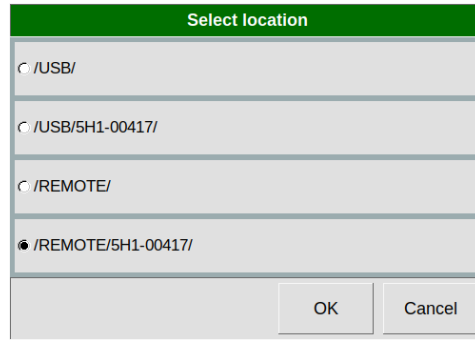 Select location
/USB/
/USB/5H1-00417/
/REMOTE/
/REMOTE/5H1-00417/
OK Cancel